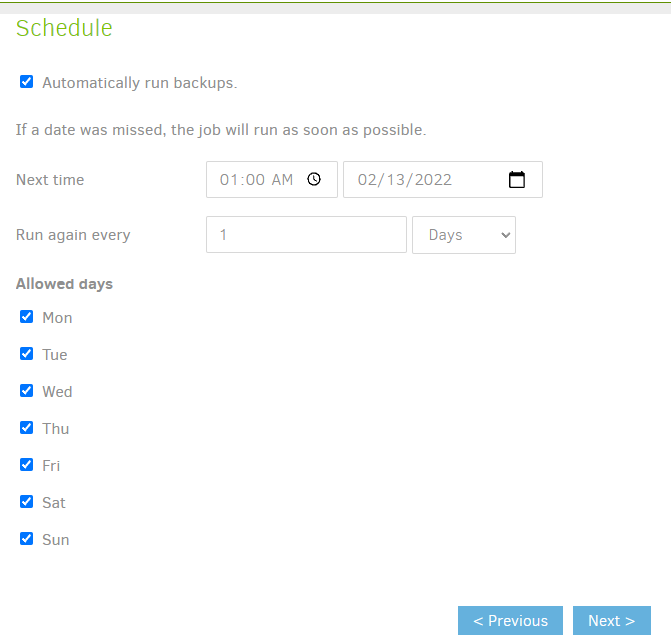 Schedule
Automatically run backups.
If a date was missed, the job will run as soon as possible.
Next time 01:00 AM 02/13/2022
Run again every 1 Days
Allowed days
Mon
Tue
Wed
Thu
Fri
Sat
Sun
< Previous Next >